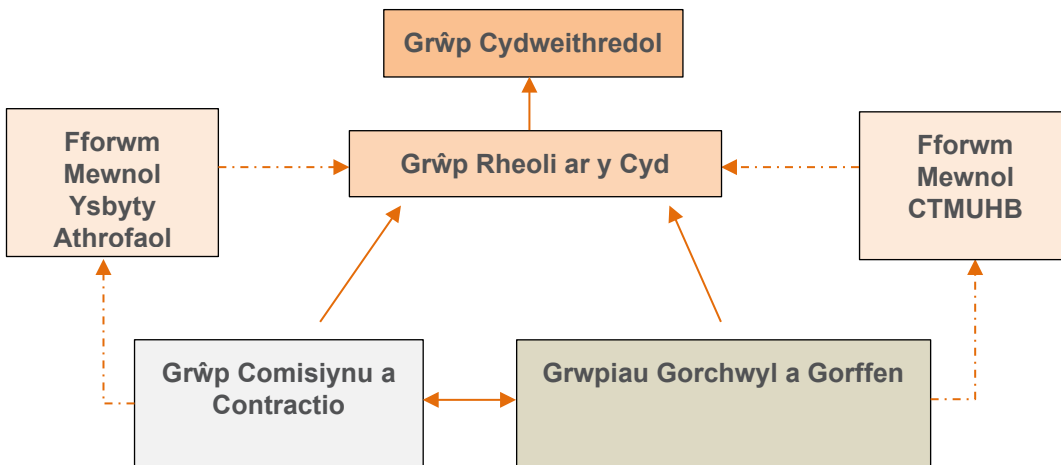 Grŵp Cydweithredol
Fforwm
Mewnol
Ysbyty
Athrofaol
Grŵp Rheoli ar y Cyd
Fforwm
Mewnol
CTMUHB
Grŵp Comisiynu a
Contractio
Grwpiau Gorchwyl a Gorffen